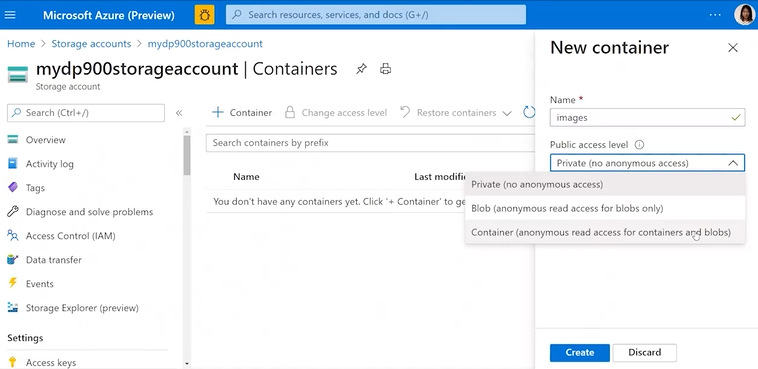 Microsoft Azure (Preview)
Search resources, services, and docs (G+/)
Home > Storage accounts > mydp900storageaccount
mydp900storageaccount | Containers
Storage account
Search (Ctrl+/)
Overview
Activity log
Tags
Diagnose and solve problems
Access Control (IAM)
Data transfer
Events
Storage Explorer (preview)
Settings
Access keys
+ Container
Change access level
Restore containers
Search containers by prefix
Name
Last modifie
You don't have any containers yet. Click '+ Container' to ge
New container
Name *
images
Public access level
Private (no anonymous access)
Private (no anonymous access)
Blob (anonymous read access for blobs only)
Container (anonymous read access for containers and blobs)
Create
Discard